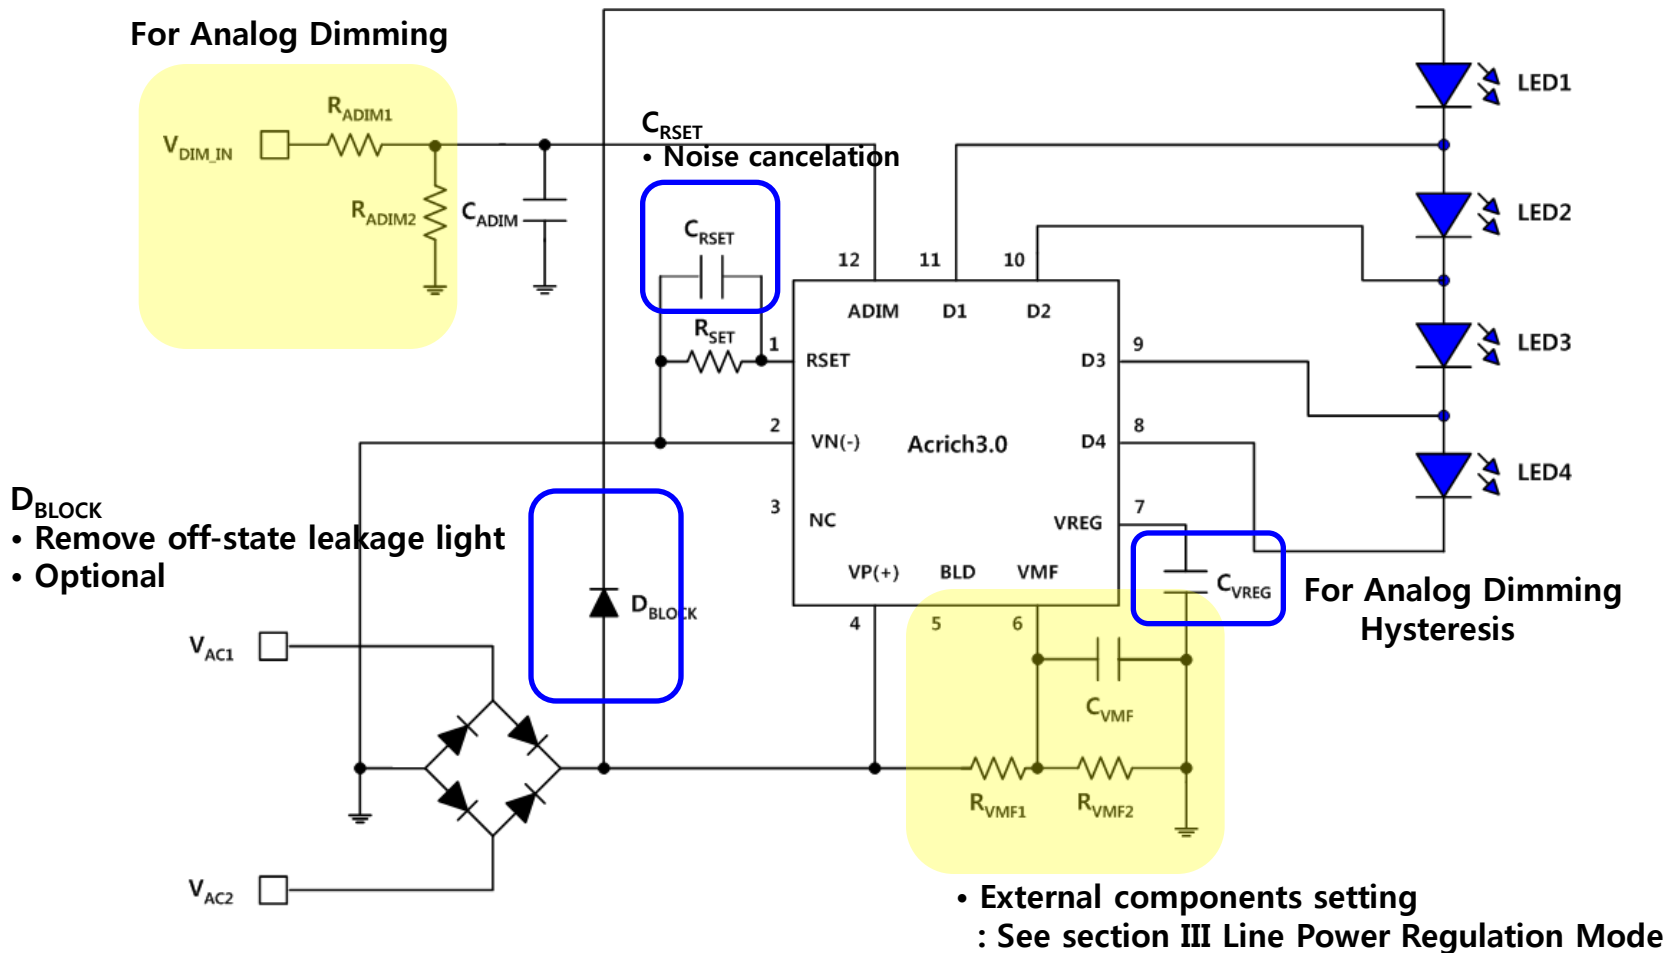 For Analog Dimming
RADIM1
VDIM_IN
RADIM2
CADIM
CRSET
• Noise cancelation
CRSET
RSET
LED1
LED2
LED3
LED4
12
11
10
ADIM
D1
D2
1
RSET
D3
9
2
VN(-)
Acrich3.0
D4
8
3
NC
VREG
7
VP(+)
BLD
VMF
4
5
6
DBLOCK
• Remove off-state leakage light
• Optional
DBLOCK
CVREG
For Analog Dimming
Hysteresis
VAC1
CVMF
RVMF1
RVMF2
VAC2
• External components setting
: See section III Line Power Regulation Mode